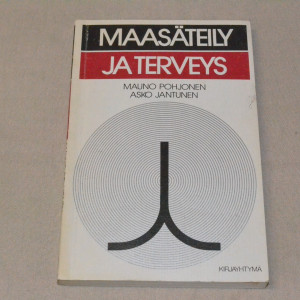 MAASÄTEILY
JA TERVEYS
MAUNO POHJONEN
ASKO JANTUNEN
KIRJAYHTYMÄ